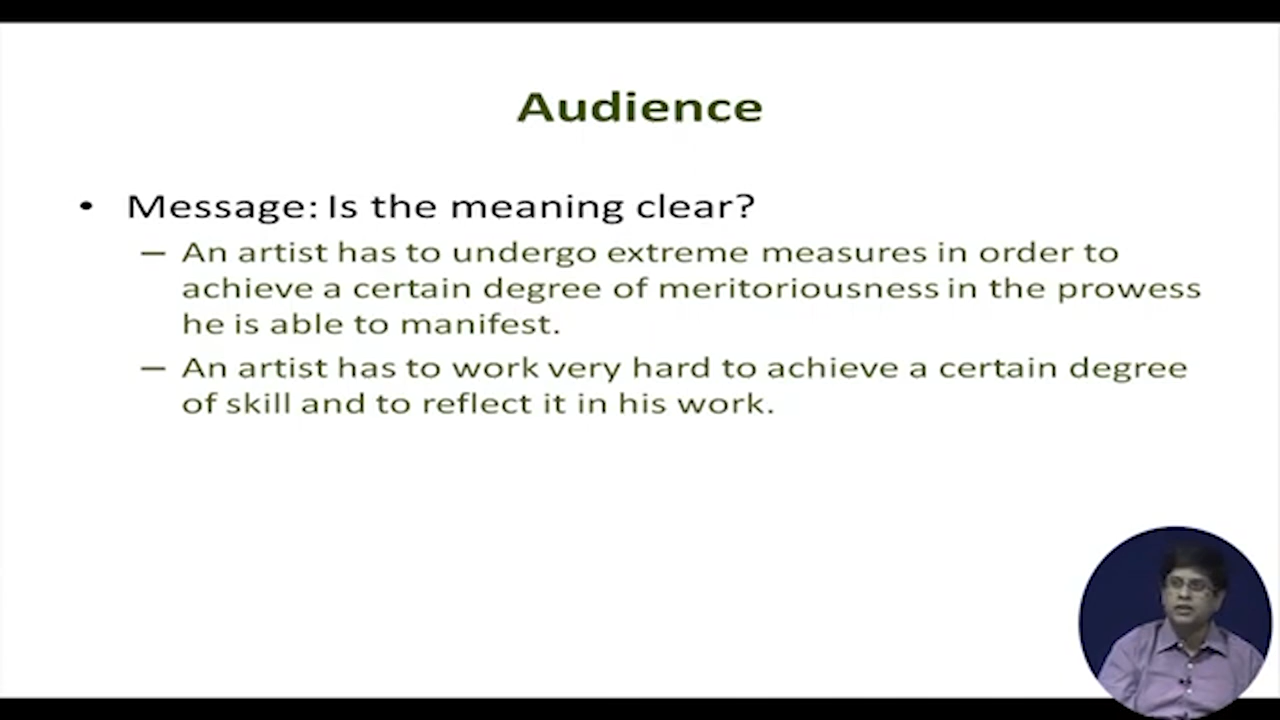 Audience
• Message: Is the meaning clear?
– An artist has to undergo extreme measures in order to
achieve a certain degree of meritoriousness in the prowess
he is able to manifest.
– An artist has to work very hard to achieve a certain degree
of skill and to reflect it in his work.